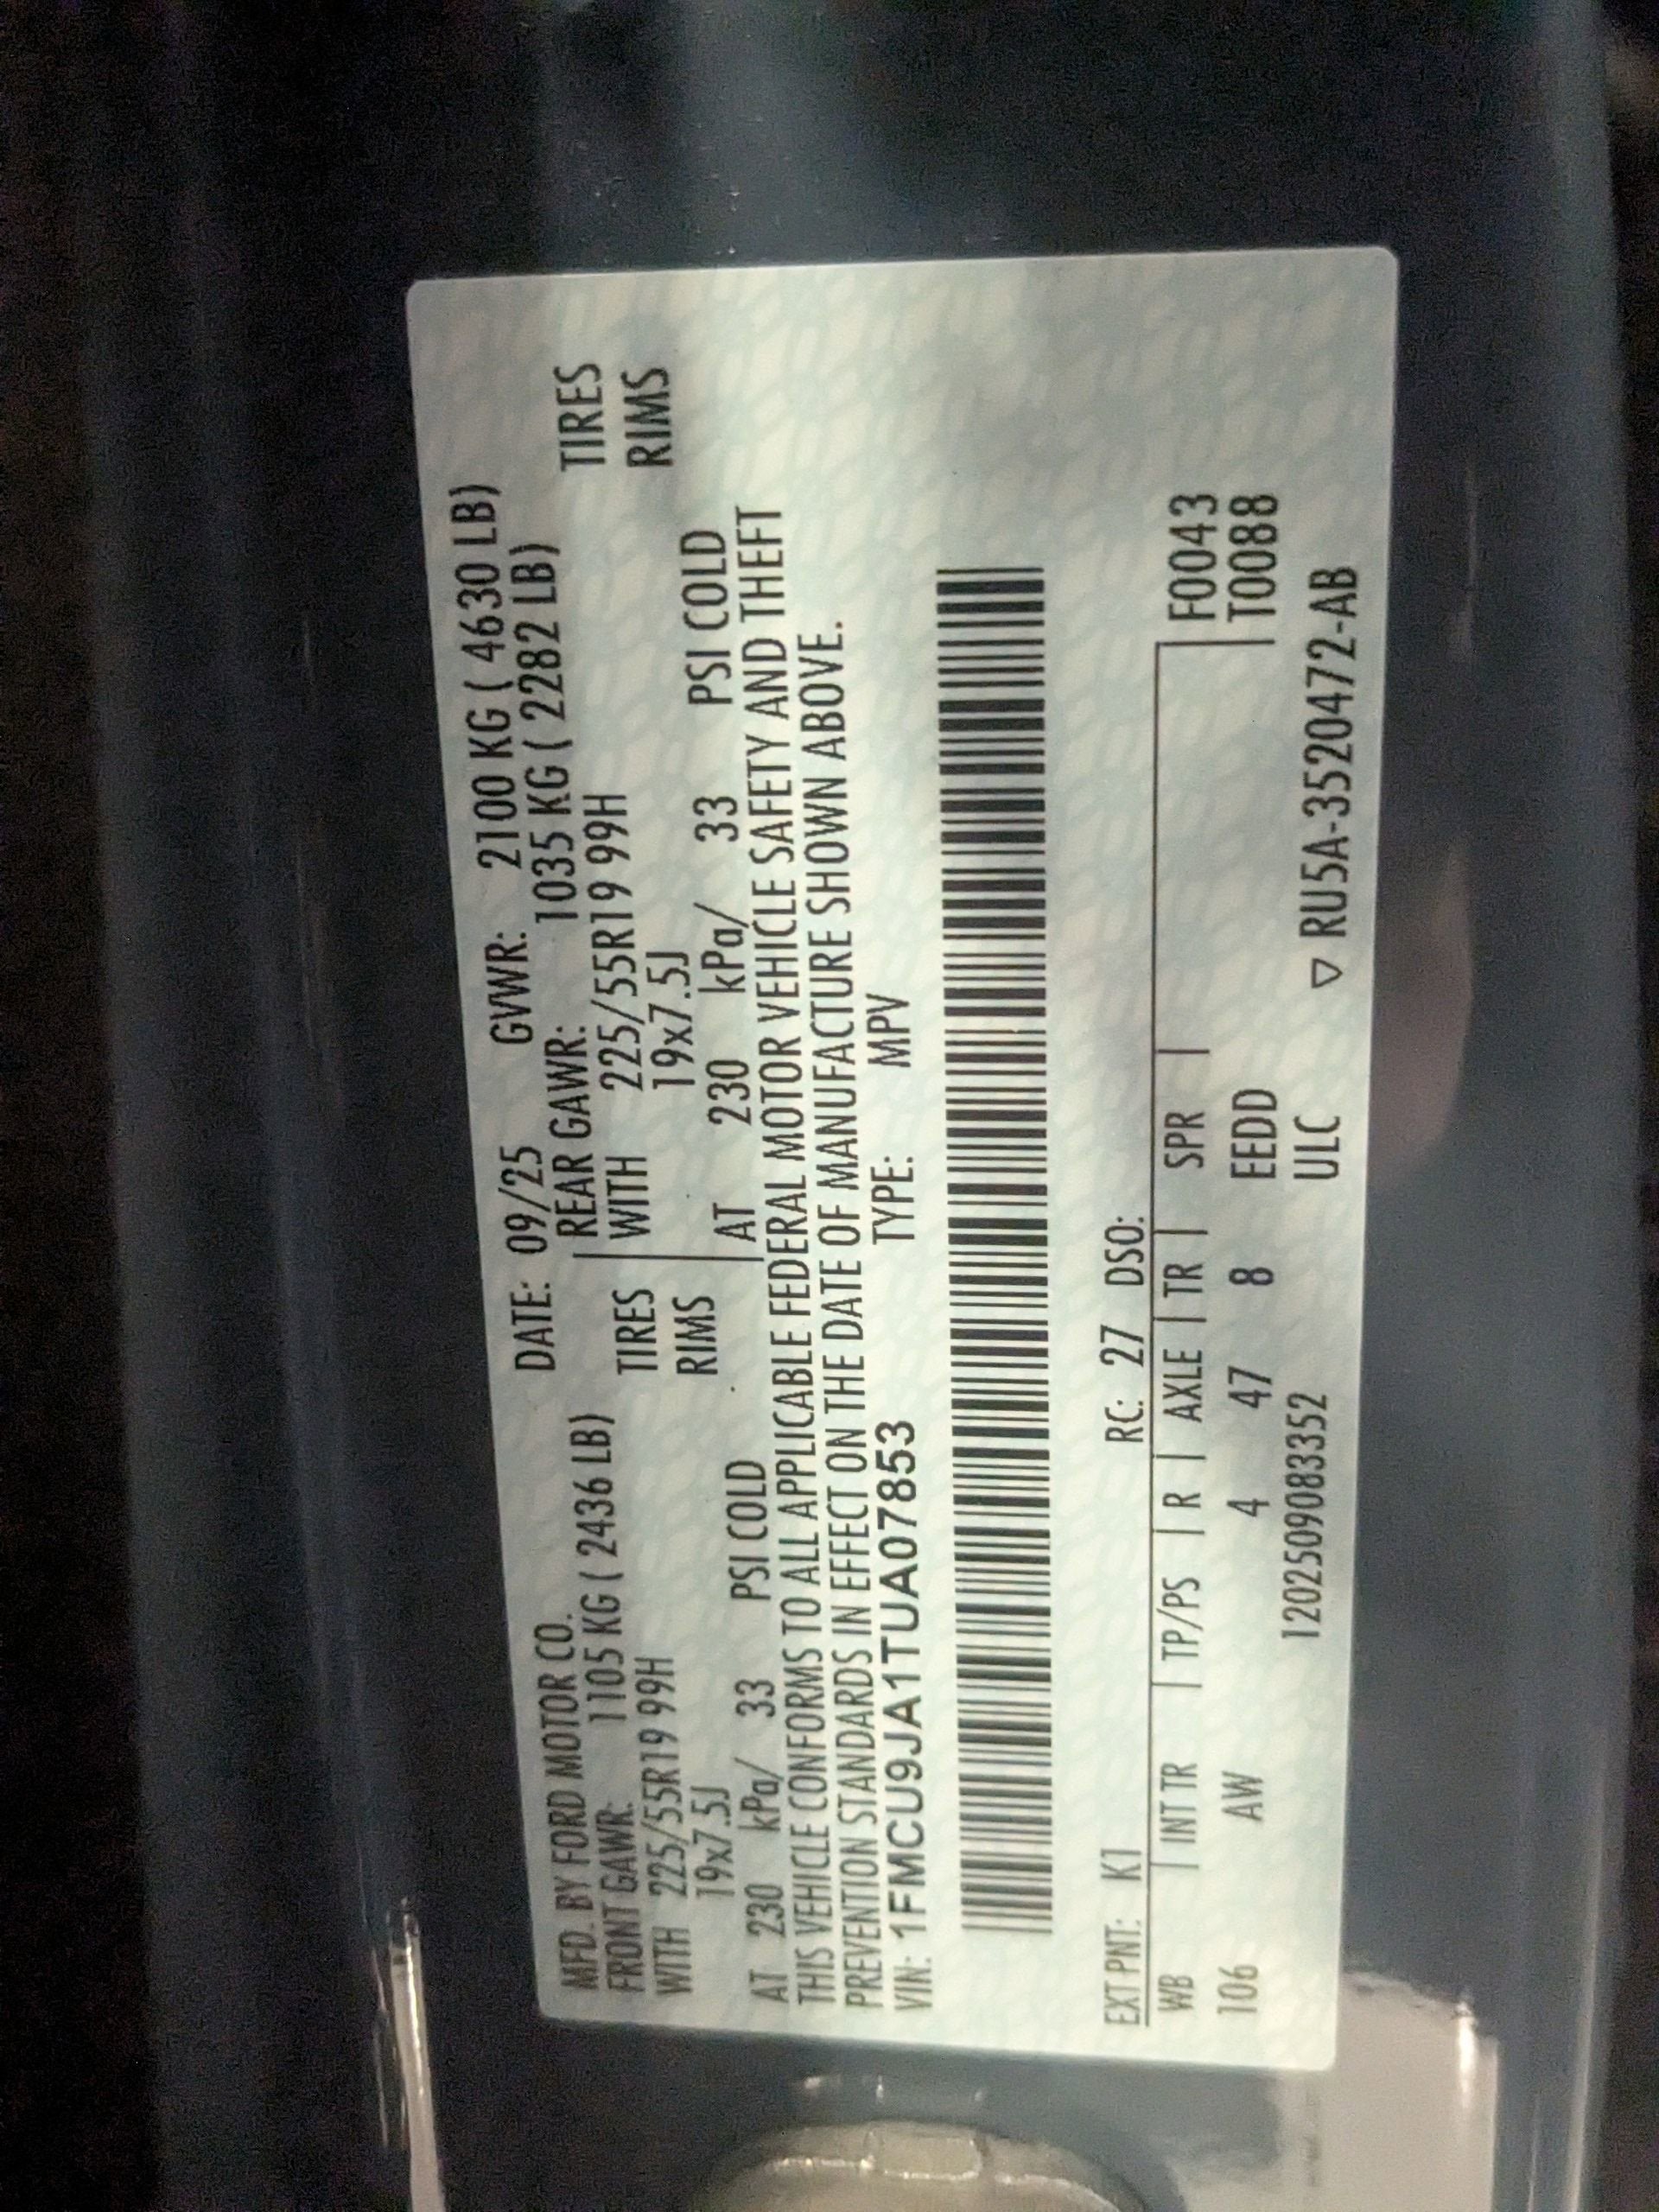 MFD. BY FORD MOTOR CO. DATE: 09/25 GVWR: 2100 KG ( 4630 LB)
FRONT GAWR: 1105 KG ( 2436 LB) REAR GAWR: 1035 KG ( 2282 LB)
WITH 225/55R19 99H TIRES WITH 225/55R19 99H TIRES
19x7.5J RIMS 19x7.5J RIMS
AT 230 kPa/ 33 PSI COLD AT 230 kPa/ 33 PSI COLD
THIS VEHICLE CONFORMS TO ALL APPLICABLE FEDERAL MOTOR VEHICLE SAFETY AND THEFT
PREVENTION STANDARDS IN EFFECT ON THE DATE OF MANUFACTURE SHOWN ABOVE.
VIN: 1FMCU9JA1TUA07853 TYPE: MPV
EXT PNT: K1 RC: 27 DSO:
WB | INT TR | TP/PS | R | AXLE | TR | SPR | F0043
106 AW 4 47 8 EEDD T0088
1202509083352 ULC ▽ RU5A-3520472-AB